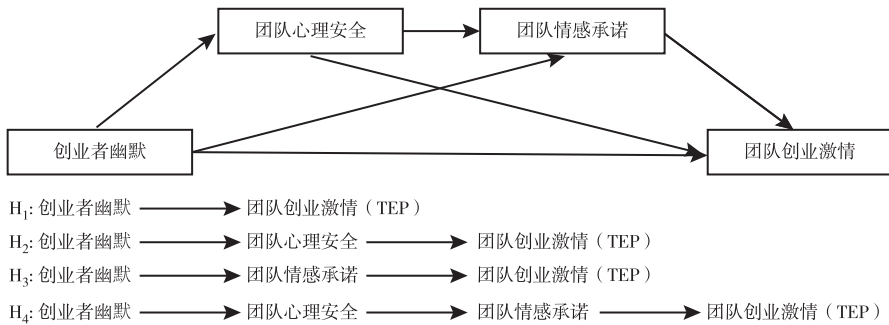 团队心理安全
团队情感承诺
创业者幽默
团队创业激情
H1: 创业者幽默 团队创业激情（TEP）
H2: 创业者幽默 团队心理安全 团队创业激情（TEP）
H3: 创业者幽默 团队情感承诺 团队创业激情（TEP）
H4: 创业者幽默 团队心理安全 团队情感承诺 团队创业激情（TEP）